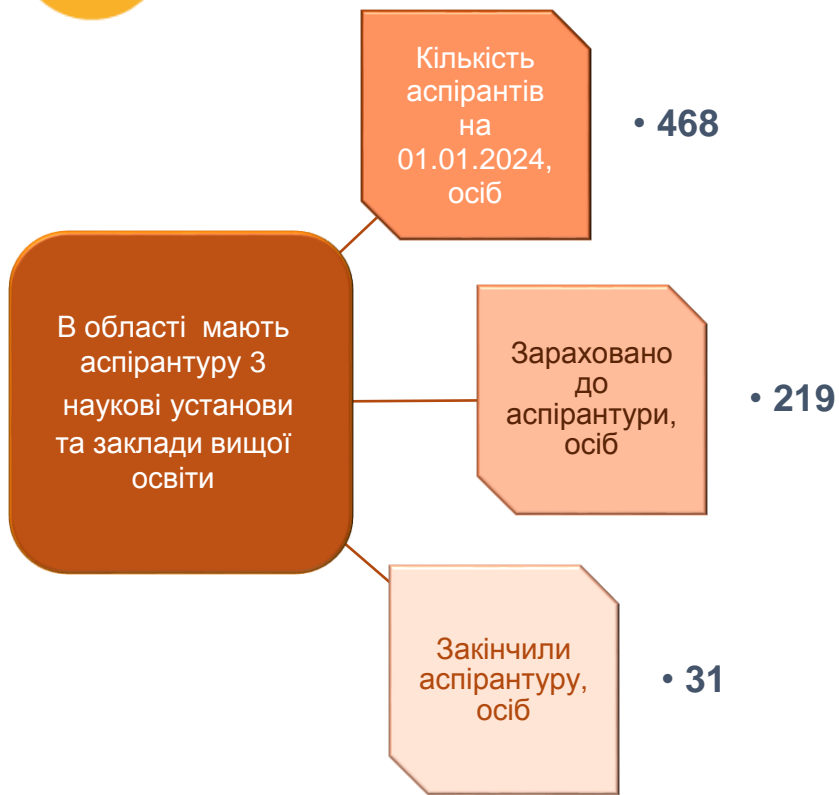 Кількість
аспірантів
на
01.01.2024,
осіб
• 468
В області  мають
аспірантуру 3
наукові установи
та заклади вищої
освіти
Зараховано
до
аспірантури,
осіб
• 219
Закінчили
аспірантуру,
осіб
• 31